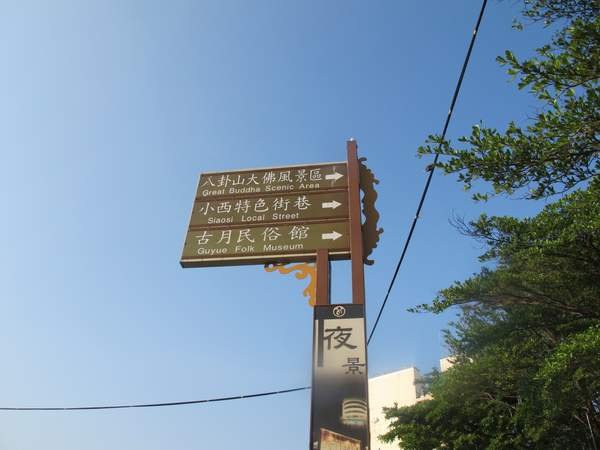 八卦山大佛風景區
Great Buddha Scenic Area
小西特色街巷
Siaosi Local Street
古月民俗館
Guyue Folk Museum
夜景